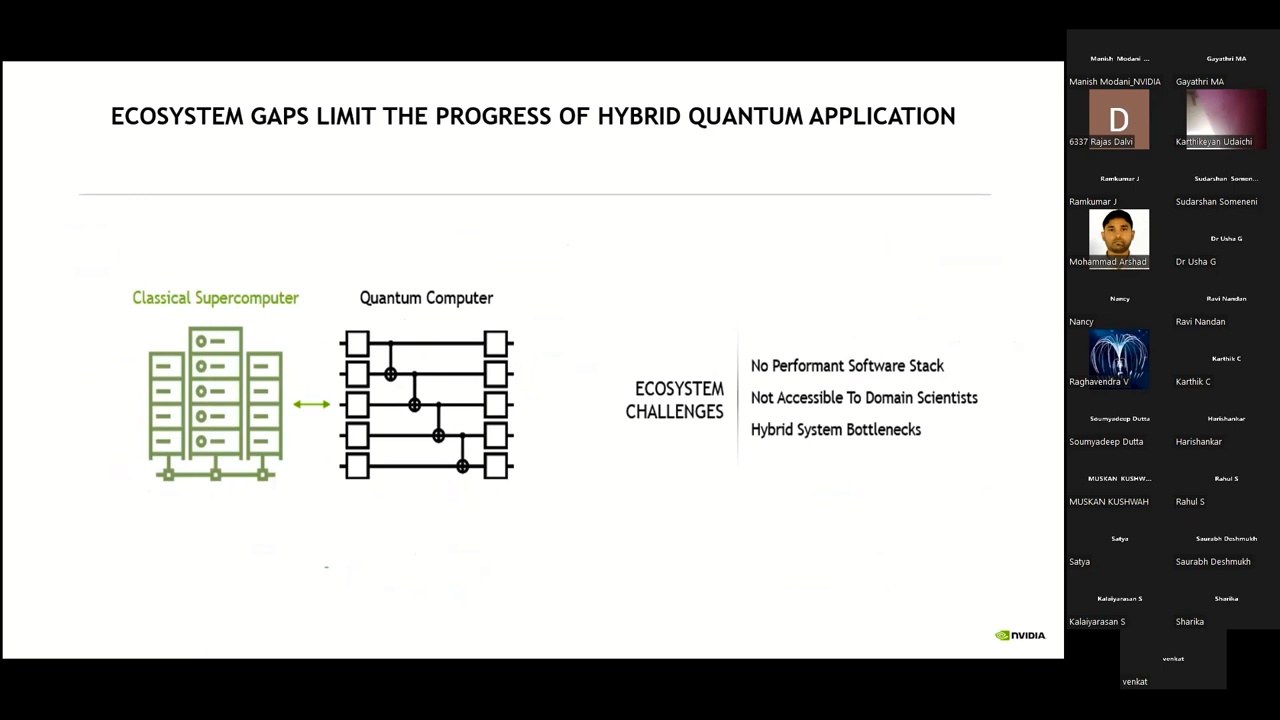 ECOSYSTEM GAPS LIMIT THE PROGRESS OF HYBRID QUANTUM APPLICATION
Classical Supercomputer
Quantum Computer
ECOSYSTEM
CHALLENGES
No Performant Software Stack
Not Accessible To Domain Scientists
Hybrid System Bottlenecks
NVIDIA.
Manish Modani ...
Gayathri MA
Manish Modani_NVIDIA
Gayathri MA
D
6337 Rajas Dalvi
Karthikeyan Udaichi
Ramkumar J
Sudarshan Somen...
Ramkumar J
Sudarshan Someneni
Dr Usha G
Mohammad Arshad
Dr Usha G
Nancy
Ravi Nandan
Nancy
Ravi Nandan
Karthik C
Raghavendra V
Karthik C
Soumyadeep Dutta
Harishankar
Soumyadeep Dutta
Harishankar
MUSKAN KUSHW...
Rahul S
MUSKAN KUSHWAH
Rahul S
Satya
Saurabh Deshmukh
Satya
Saurabh Deshmukh
Kalaiyarasan S
Sharika
Kalaiyarasan S
Sharika
venkat
venkat